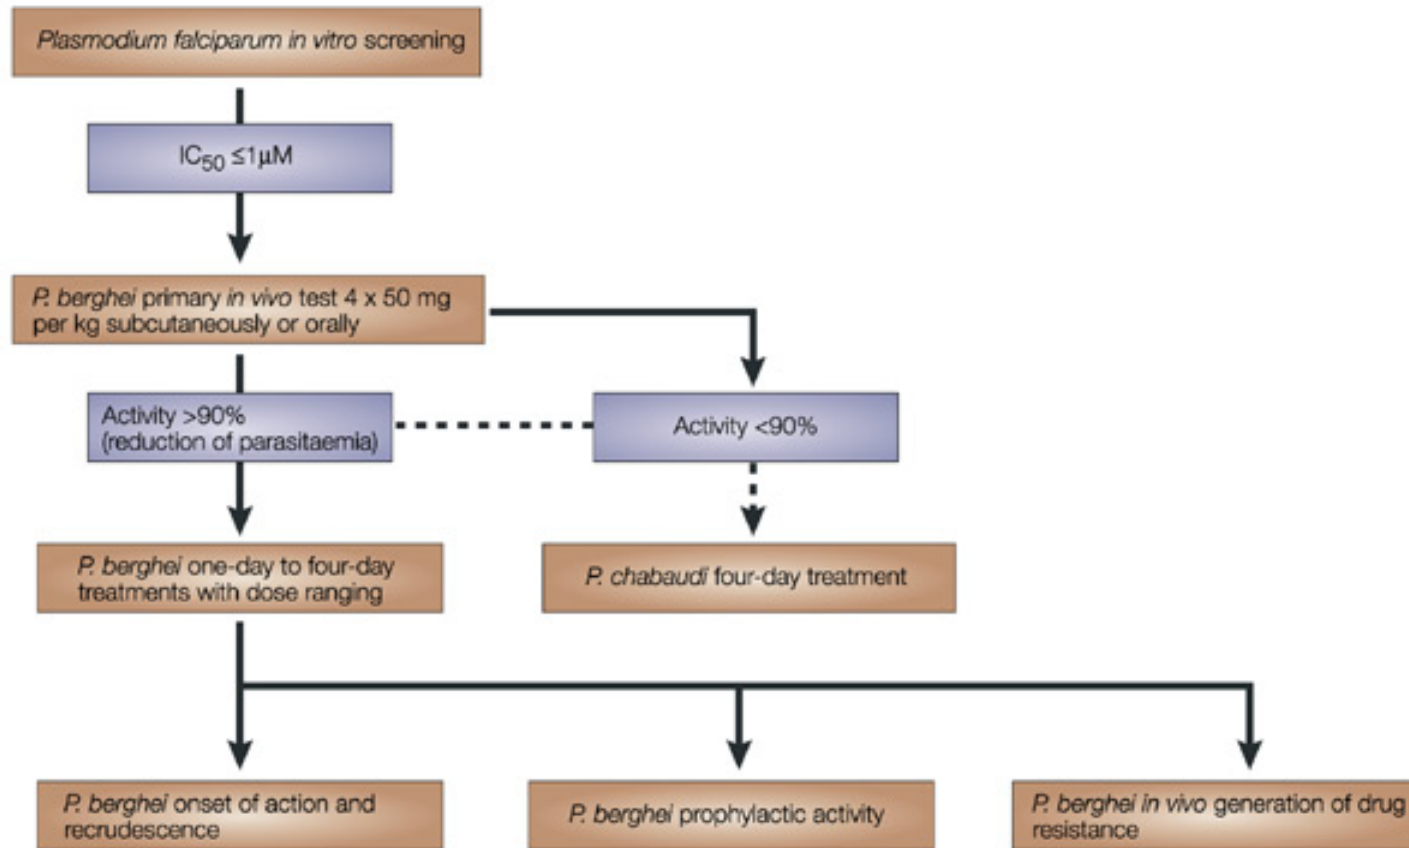 Plasmodium falciparum in vitro screening
IC50 ≤1μM
P. berghei primary in vivo test 4 x 50 mg
per kg subcutaneously or orally
Activity >90%
(reduction of parasitaemia)
Activity <90%
P. berghei one-day to four-day
treatments with dose ranging
P. chabaudi four-day treatment
P. berghei onset of action and
recrudescence
P. berghei prophylactic activity
P. berghei in vivo generation of drug
resistance